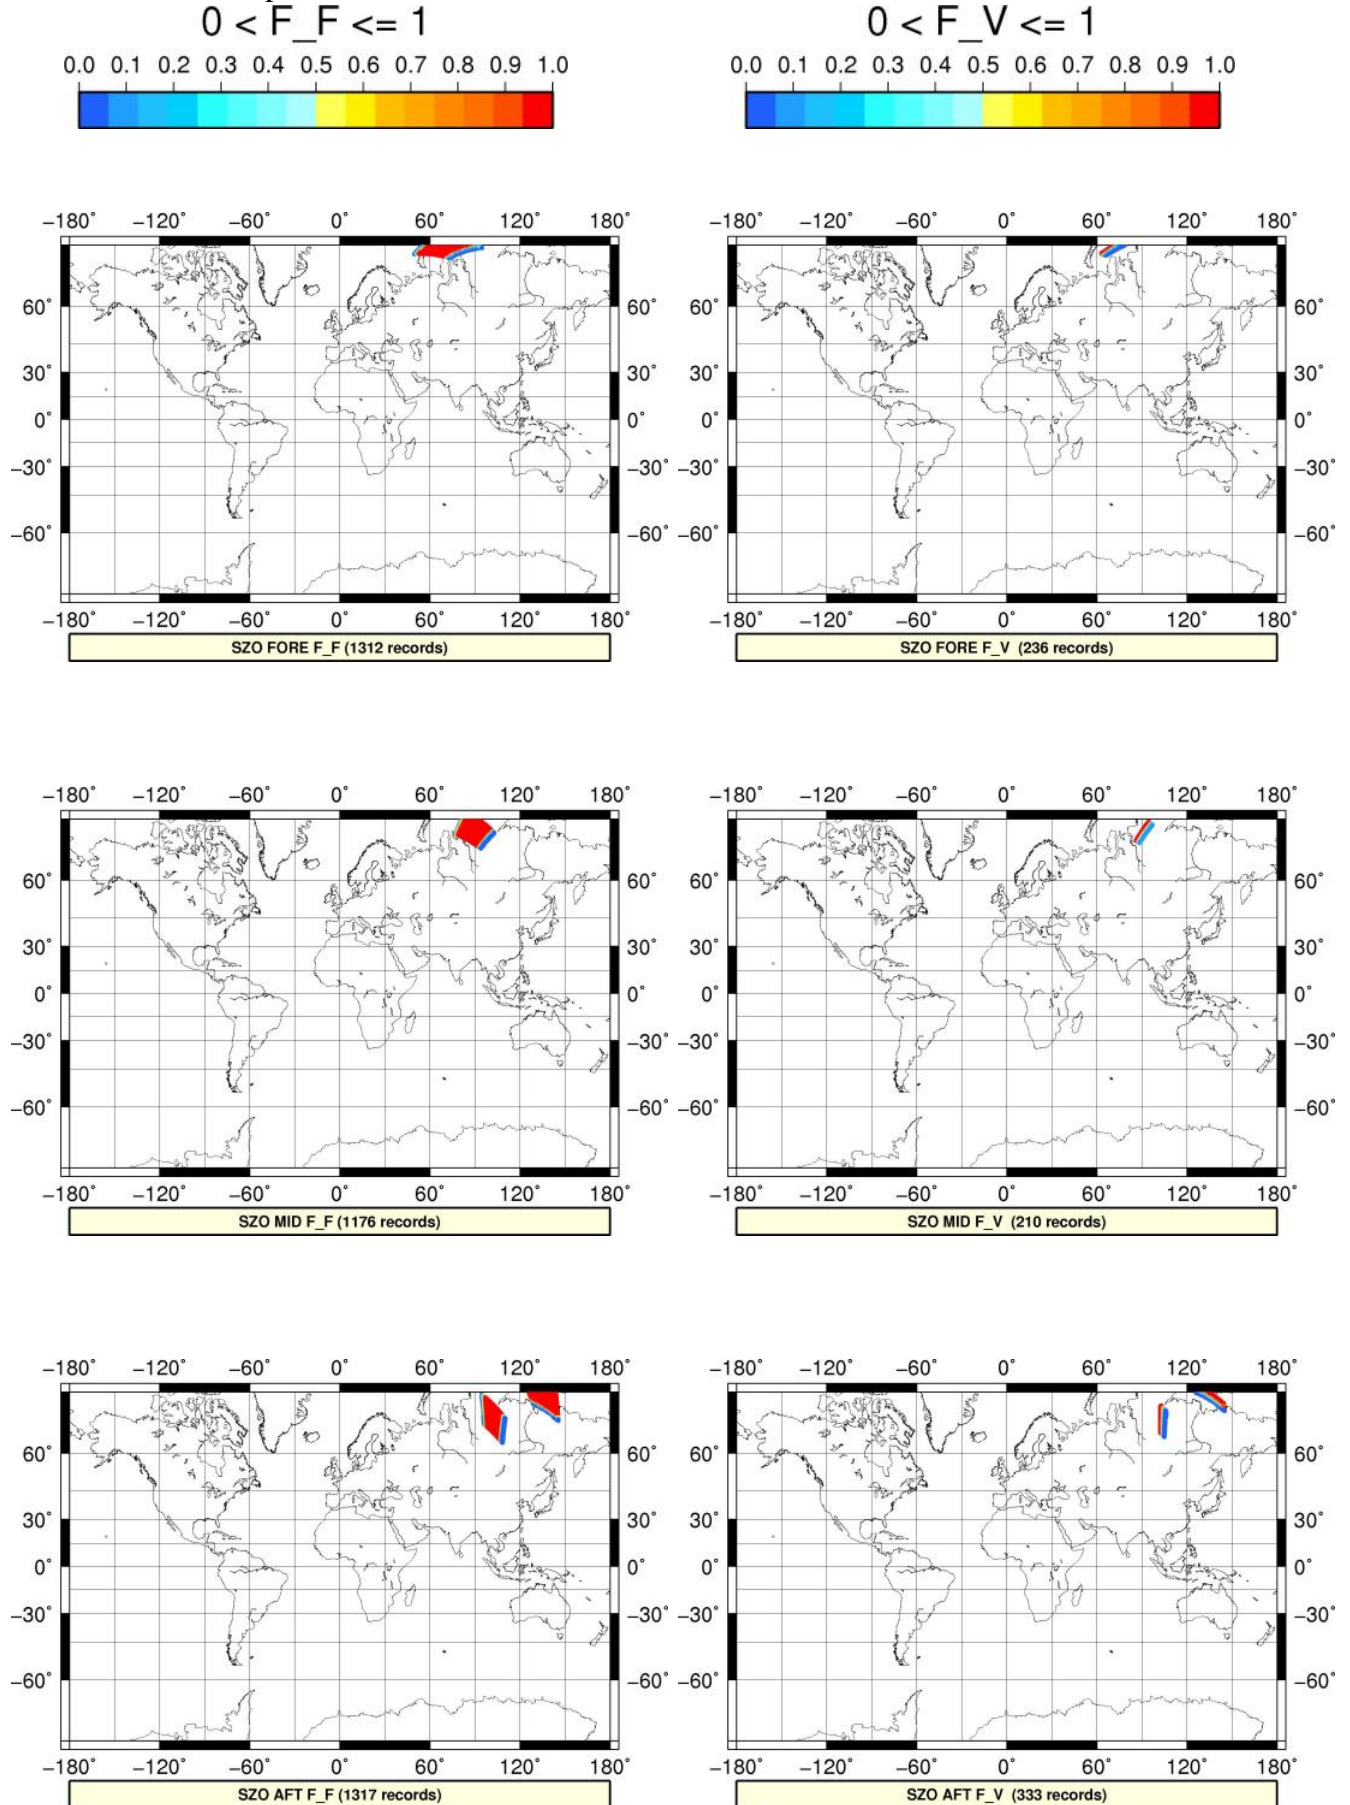 0 < F_F <= 1
0 < F_V <= 1
0.0 0.1 0.2 0.3 0.4 0.5 0.6 0.7 0.8 0.9 1.0
0.0 0.1 0.2 0.3 0.4 0.5 0.6 0.7 0.8 0.9 1.0
−180˚ −120˚ −60˚ 0˚ 60˚ 120˚ 180˚
−180˚ −120˚ −60˚ 0˚ 60˚ 120˚ 180˚
60˚ 60˚ 60˚ 60˚
30˚ 30˚ 30˚ 30˚
0˚ 0˚ 0˚ 0˚
−30˚ −30˚ −30˚ −30˚
−60˚ −60˚ −60˚ −60˚
−180˚ −120˚ −60˚ 0˚ 60˚ 120˚ 180˚
−180˚ −120˚ −60˚ 0˚ 60˚ 120˚ 180˚
SZO FORE F_F (1312 records)
SZO FORE F_V (236 records)
−180˚ −120˚ −60˚ 0˚ 60˚ 120˚ 180˚
−180˚ −120˚ −60˚ 0˚ 60˚ 120˚ 180˚
60˚ 60˚ 60˚ 60˚
30˚ 30˚ 30˚ 30˚
0˚ 0˚ 0˚ 0˚
−30˚ −30˚ −30˚ −30˚
−60˚ −60˚ −60˚ −60˚
−180˚ −120˚ −60˚ 0˚ 60˚ 120˚ 180˚
−180˚ −120˚ −60˚ 0˚ 60˚ 120˚ 180˚
SZO MID F_F (1176 records)
SZO MID F_V (210 records)
−180˚ −120˚ −60˚ 0˚ 60˚ 120˚ 180˚
−180˚ −120˚ −60˚ 0˚ 60˚ 120˚ 180˚
60˚ 60˚ 60˚ 60˚
30˚ 30˚ 30˚ 30˚
0˚ 0˚ 0˚ 0˚
−30˚ −30˚ −30˚ −30˚
−60˚ −60˚ −60˚ −60˚
−180˚ −120˚ −60˚ 0˚ 60˚ 120˚ 180˚
−180˚ −120˚ −60˚ 0˚ 60˚ 120˚ 180˚
SZO AFT F_F (1317 records)
SZO AFT F_V (333 records)